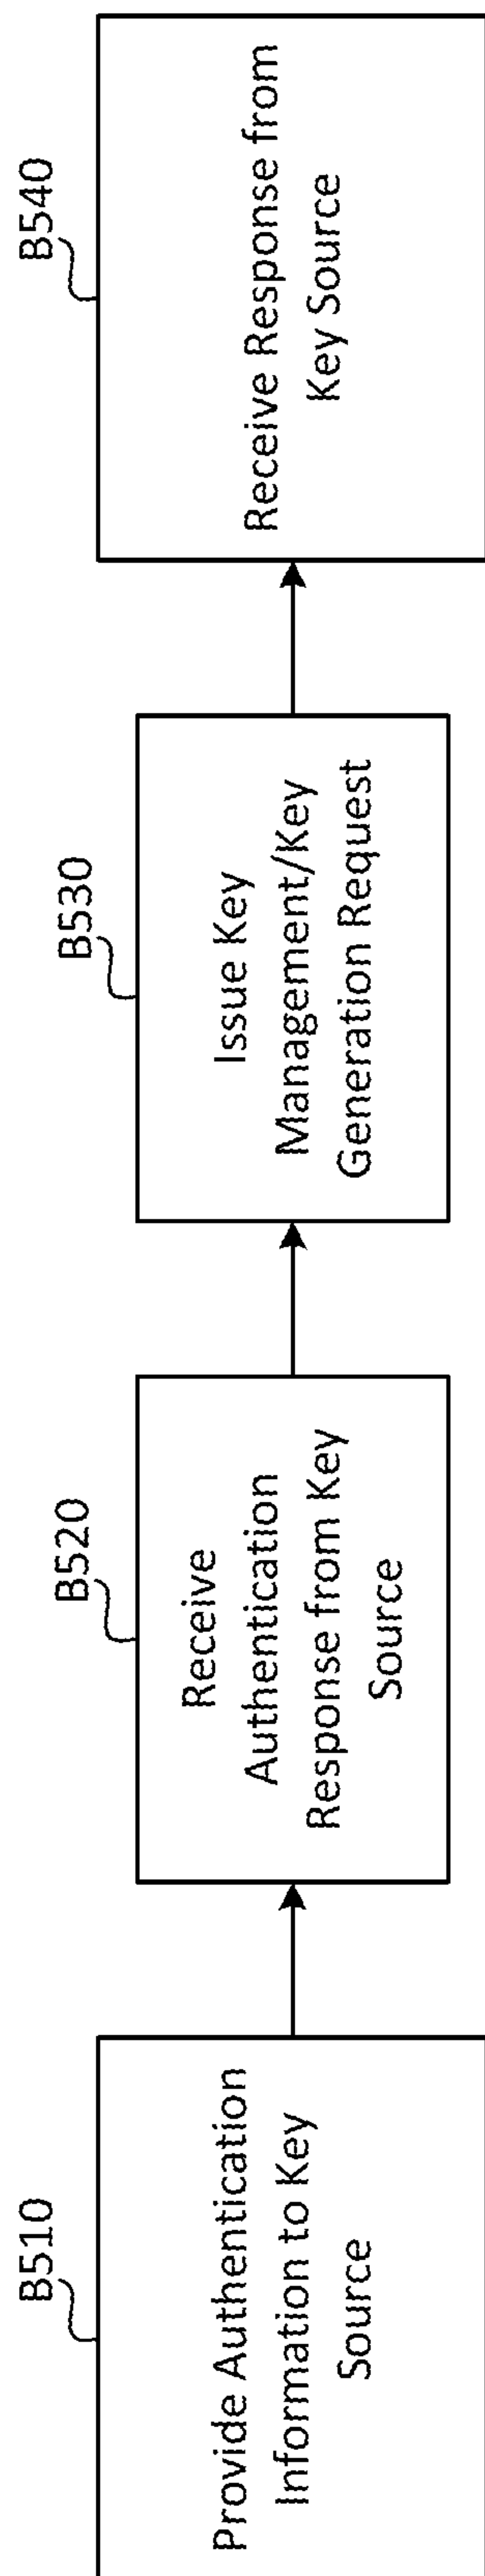 B510
Provide Authentication
Information to Key
Source
B520
Receive
Authentication
Response from Key
Source
B530
Issue Key
Management/Key
Generation Request
B540
Receive Response from
Key Source